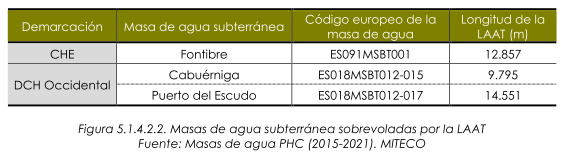 Demarcación Masa de agua subterránea Código europeo de la masa de agua Longitud de la LAAT (m)
CHE Fontibre ES091MSBT001 12.857
DCH Occidental Cabuérniga ES018MSBT012-015 9.795
Puerto del Escudo ES018MSBT012-017 14.551
Figura 5.1.4.2.2. Masas de agua subterránea sobrevoladas por la LAAT
Fuente: Masas de agua PHC (2015-2021). MITECO